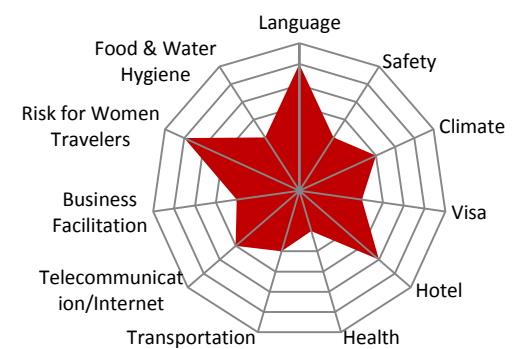 Language
Safety
Climate
Visa
Hotel
Health
Transportation
Telecommunicat
ion/Internet
Business
Facilitation
Risk for Women
Travelers
Food & Water
Hygiene